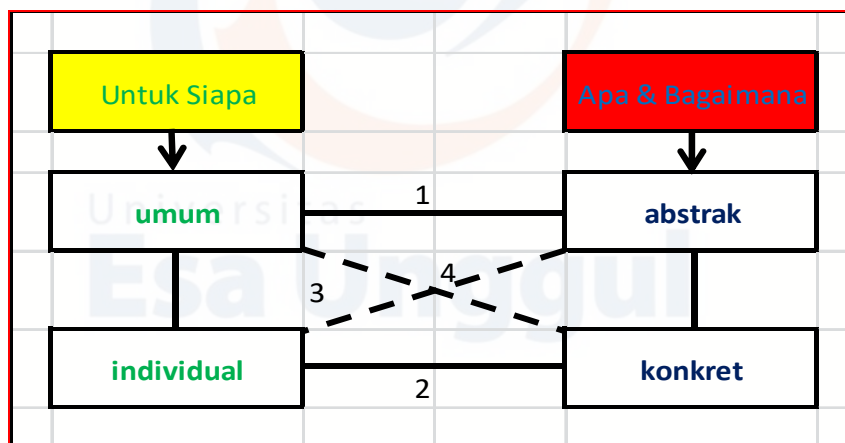 Untuk Siapa
Apa & Bagaimana
umum
1
abstrak
Universitas
Esa Unggul
3
4
individual
2
konkret